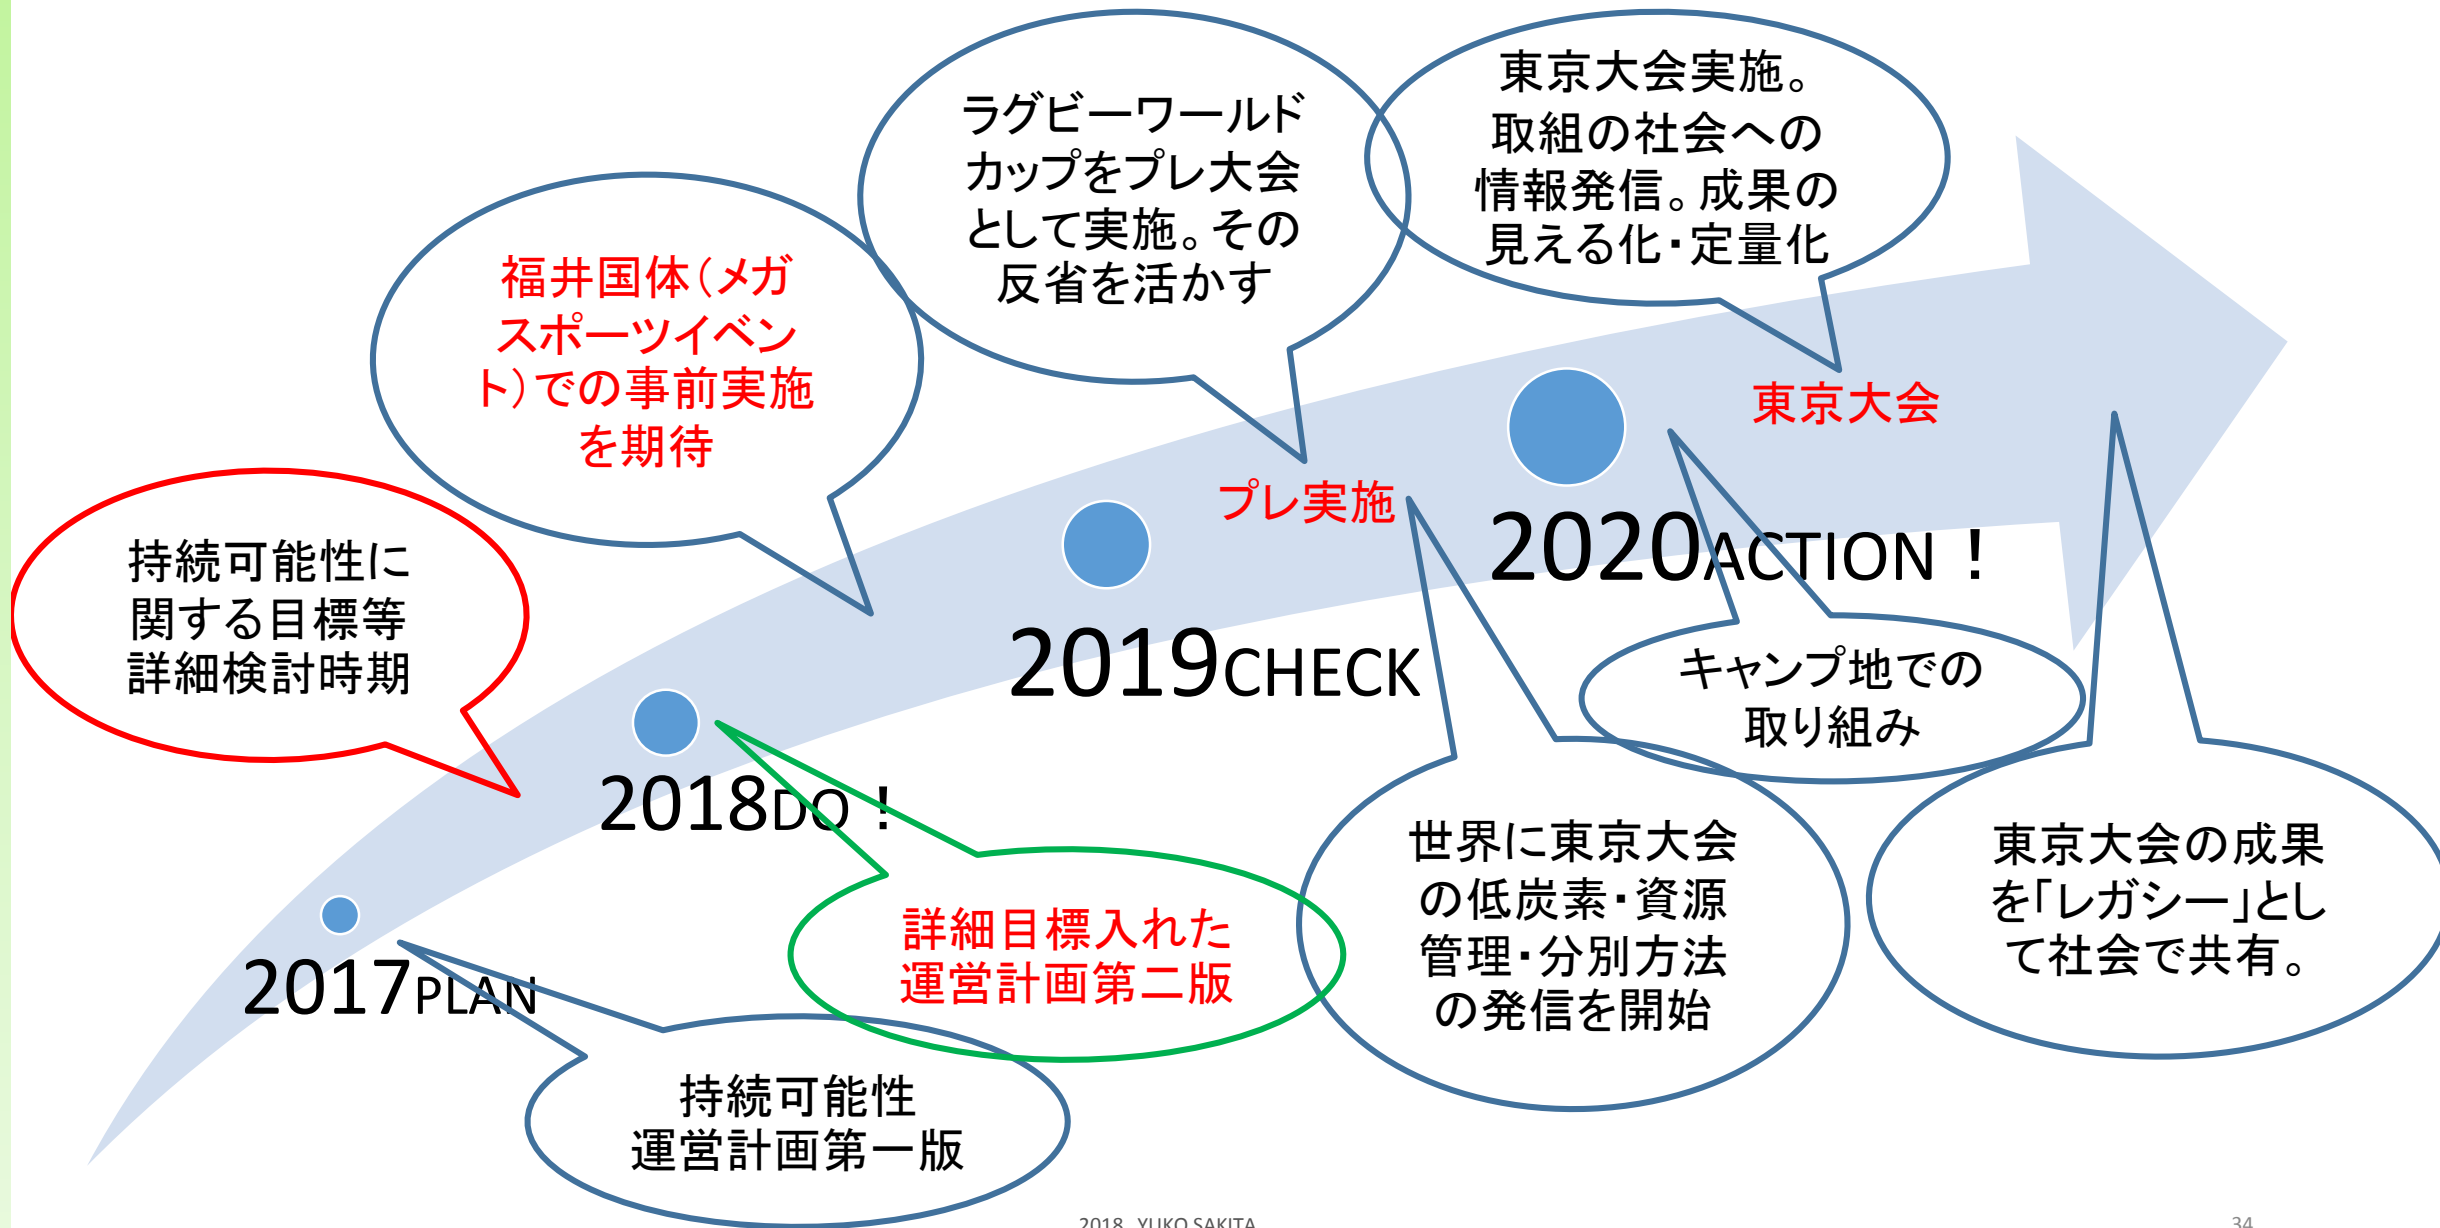 東京大会実施。
取組の社会への
情報発信。成果の
見える化・定量化
ラグビーワールド
カップをプレ大会
として実施。その
反省を活かす
福井国体（メガ
スポーツイベン
ト）での事前実施
を期待
持続可能性に
関する目標等
詳細検討時期
東京大会
プレ実施
2020ACTION！
2019CHECK
2018DO！
2017PLAN
キャンプ地での
取り組み
世界に東京大会
の低炭素・資源
管理・分別方法
の発信を開始
東京大会の成果
を「レガシー」とし
て社会で共有。
詳細目標入れた
運営計画第二版
持続可能性
運営計画第一版
2018 YUKO SAKITA
34